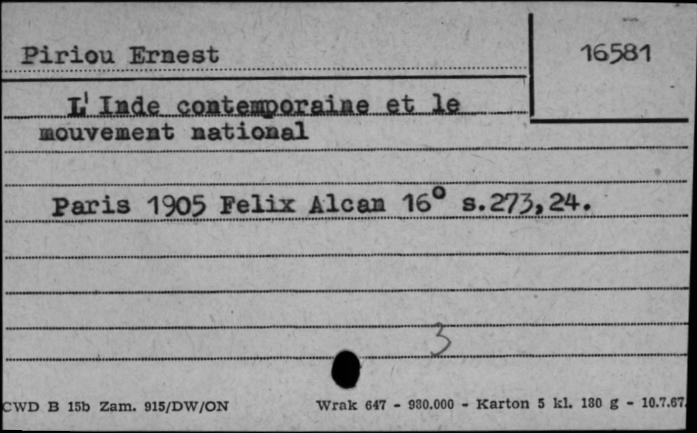 Piriou Ernest
16581
L' Inde contemporaine et le
mouvement national
Paris 1905 Felix Alcan 16° s.273,24.
3
CWD B 15b Zam. 915/DW/ON Wrak 647 - 980.000 - Karton 5 kl. 180 g - 10.7.67.